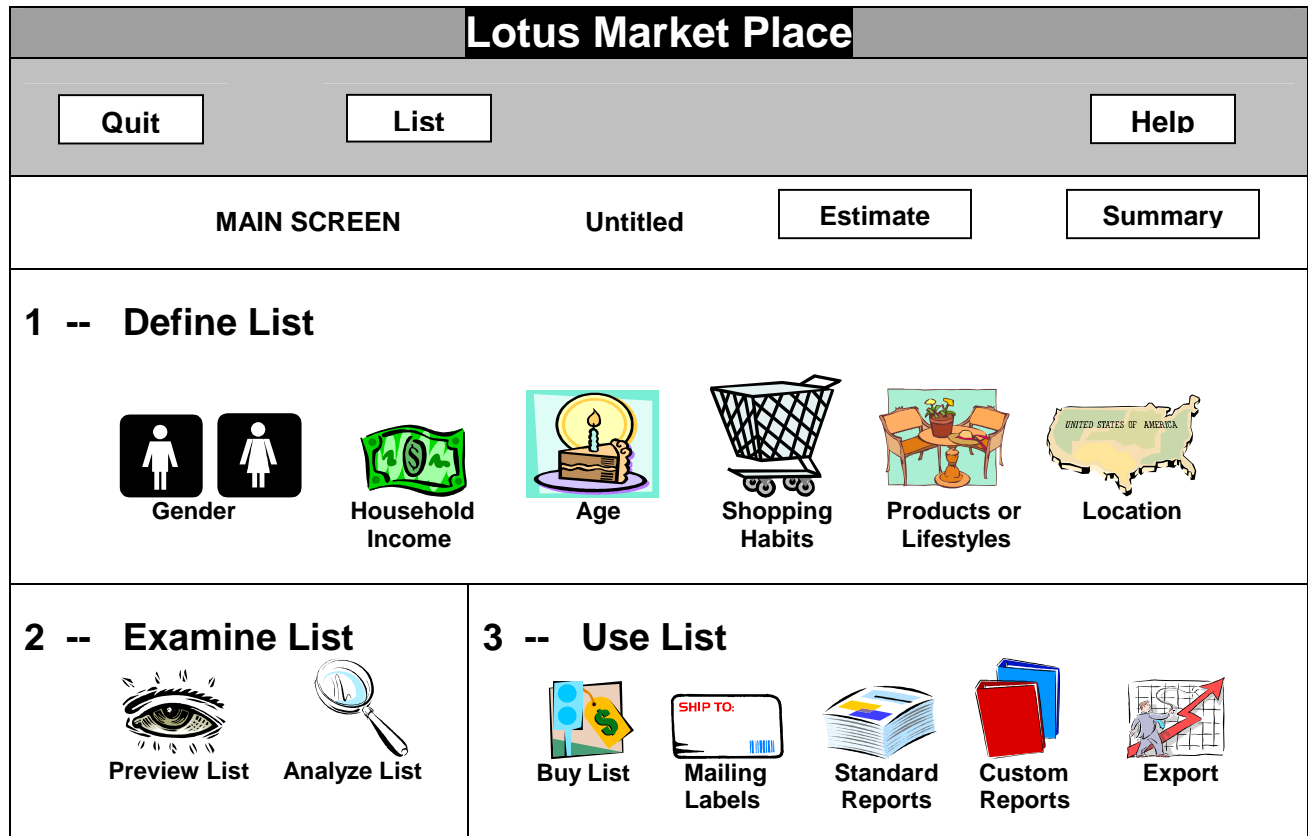 Lotus Market Place
Quit
List
Help
MAIN SCREEN
Untitled
Estimate
Summary
1 -- Define List
UNITED STATES OF AMERICA
Gender
Household
Income
Age
Shopping
Habits
Products or
Lifestyles
Location
2 -- Examine List
Preview List
Analyze List
3 -- Use List
$
SHIP TO:
Buy List
Mailing
Labels
Standard
Reports
Custom
Reports
Export